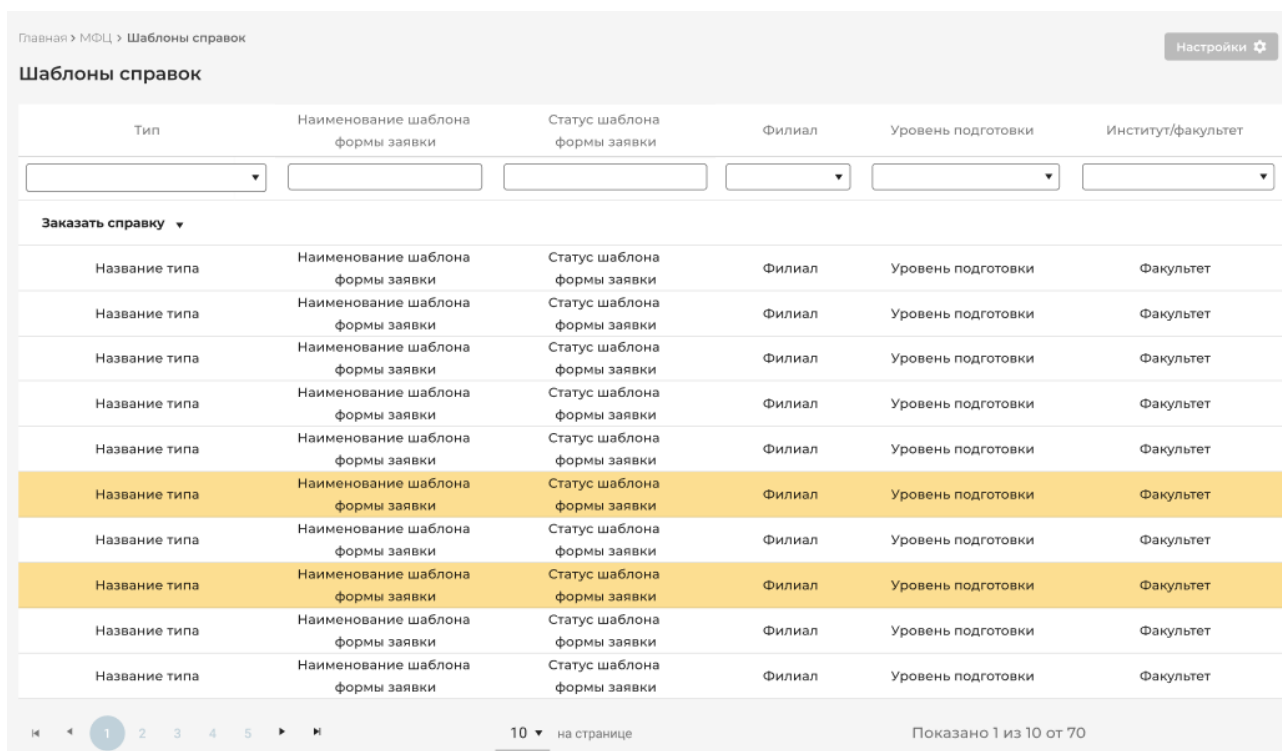 Главная > МФЦ > Шаблоны справок
Настройки
Шаблоны справок
Тип
Наименование шаблона
формы заявки
Статус шаблона
формы заявки
Филиал
Уровень подготовки
Институт/факультет
Заказать справку
Название типа
Наименование шаблона
формы заявки
Статус шаблона
формы заявки
Филиал
Уровень подготовки
Факультет
Название типа
Наименование шаблона
формы заявки
Статус шаблона
формы заявки
Филиал
Уровень подготовки
Факультет
Название типа
Наименование шаблона
формы заявки
Статус шаблона
формы заявки
Филиал
Уровень подготовки
Факультет
Название типа
Наименование шаблона
формы заявки
Статус шаблона
формы заявки
Филиал
Уровень подготовки
Факультет
Название типа
Наименование шаблона
формы заявки
Статус шаблона
формы заявки
Филиал
Уровень подготовки
Факультет
Название типа
Наименование шаблона
формы заявки
Статус шаблона
формы заявки
Филиал
Уровень подготовки
Факультет
Название типа
Наименование шаблона
формы заявки
Статус шаблона
формы заявки
Филиал
Уровень подготовки
Факультет
Название типа
Наименование шаблона
формы заявки
Статус шаблона
формы заявки
Филиал
Уровень подготовки
Факультет
Название типа
Наименование шаблона
формы заявки
Статус шаблона
формы заявки
Филиал
Уровень подготовки
Факультет
Название типа
Наименование шаблона
формы заявки
Статус шаблона
формы заявки
Филиал
Уровень подготовки
Факультет
1 2 3 4 5
10 на странице
Показано 1 из 10 от 70